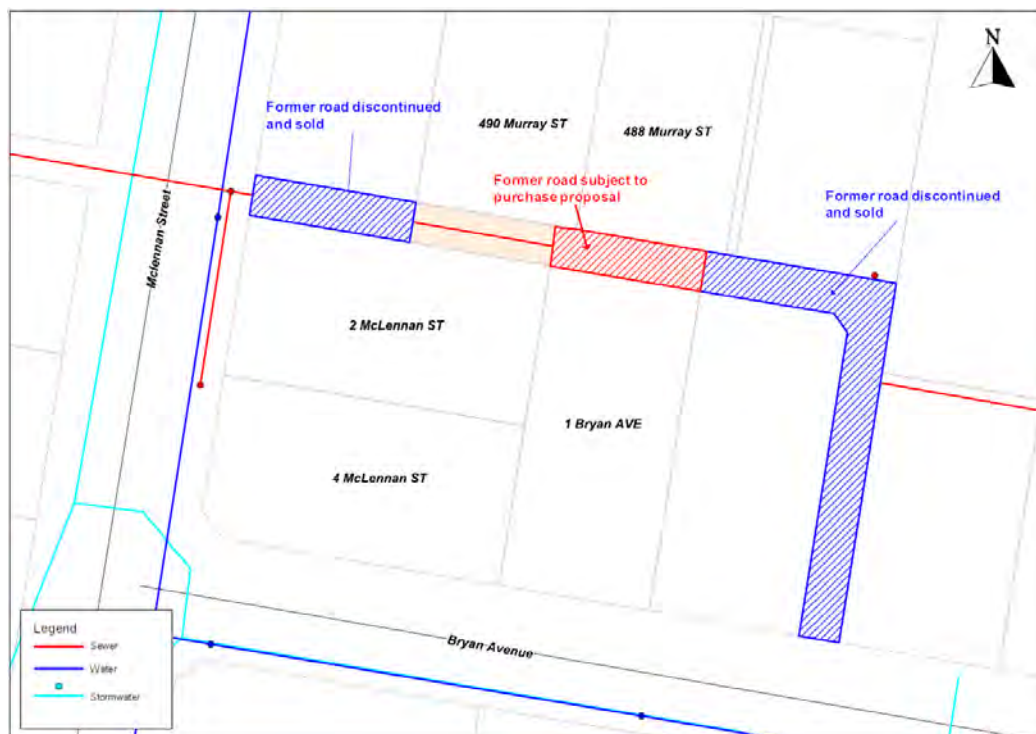 N
Former road discontinued
and sold
490 Murray ST
488 Murray ST
Former road subject to
purchase proposal
Former road discontinued
and sold
Mclennan Street
2 McLennan ST
1 Bryan AVE
4 McLennan ST
Bryan Avenue
Legend
Sewer
Water
Stormwater